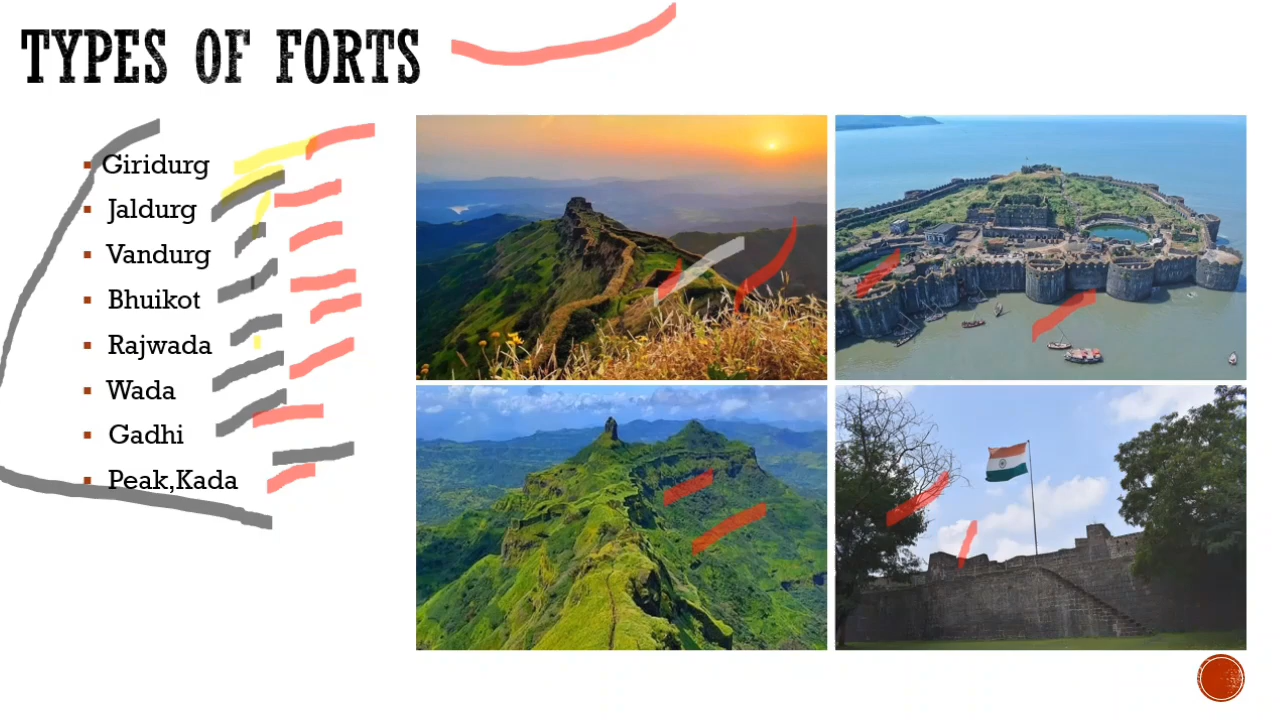 TYPES OF FORTS
Giridurg
Jaldurg
Vandurg
Bhuikot
Rajwada
Wada
Gadhi
Peak,Kada